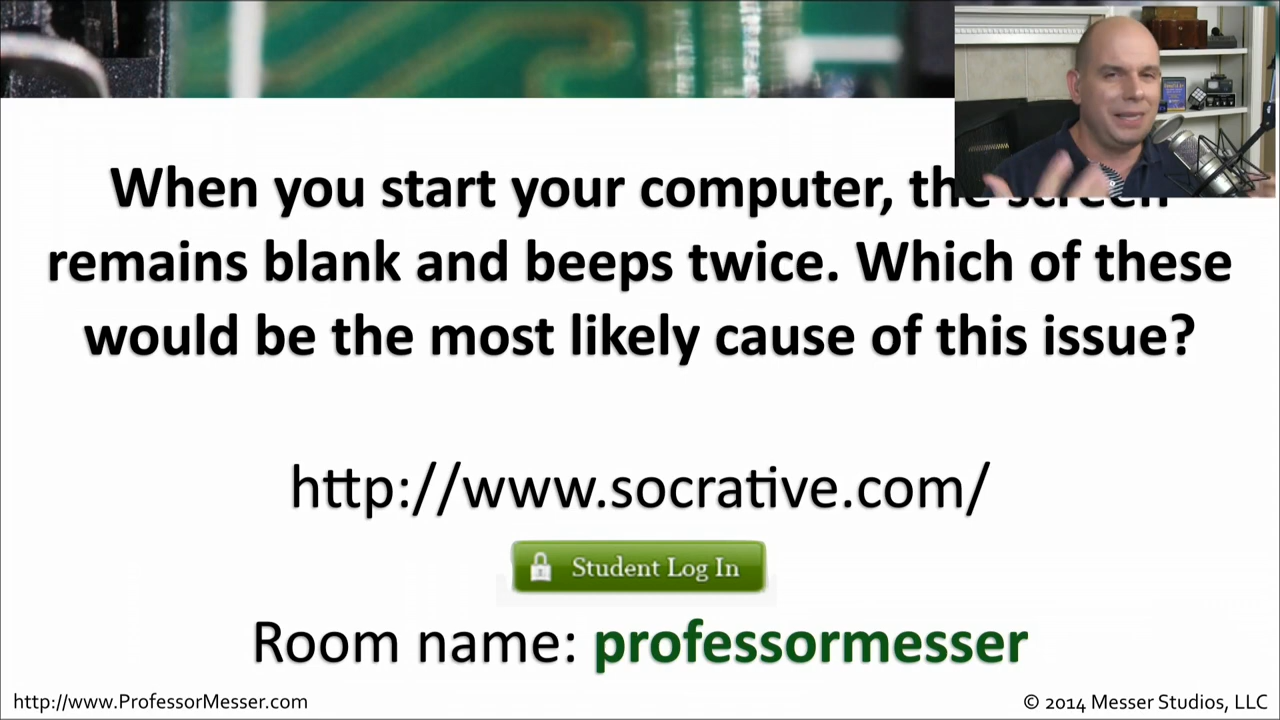 When you start your computer, the screen
remains blank and beeps twice. Which of these
would be the most likely cause of this issue?
http://www.socrative.com/
Student Log In
Room name: professormesser
http://www.ProfessorMesser.com
© 2014 Messer Studios, LLC